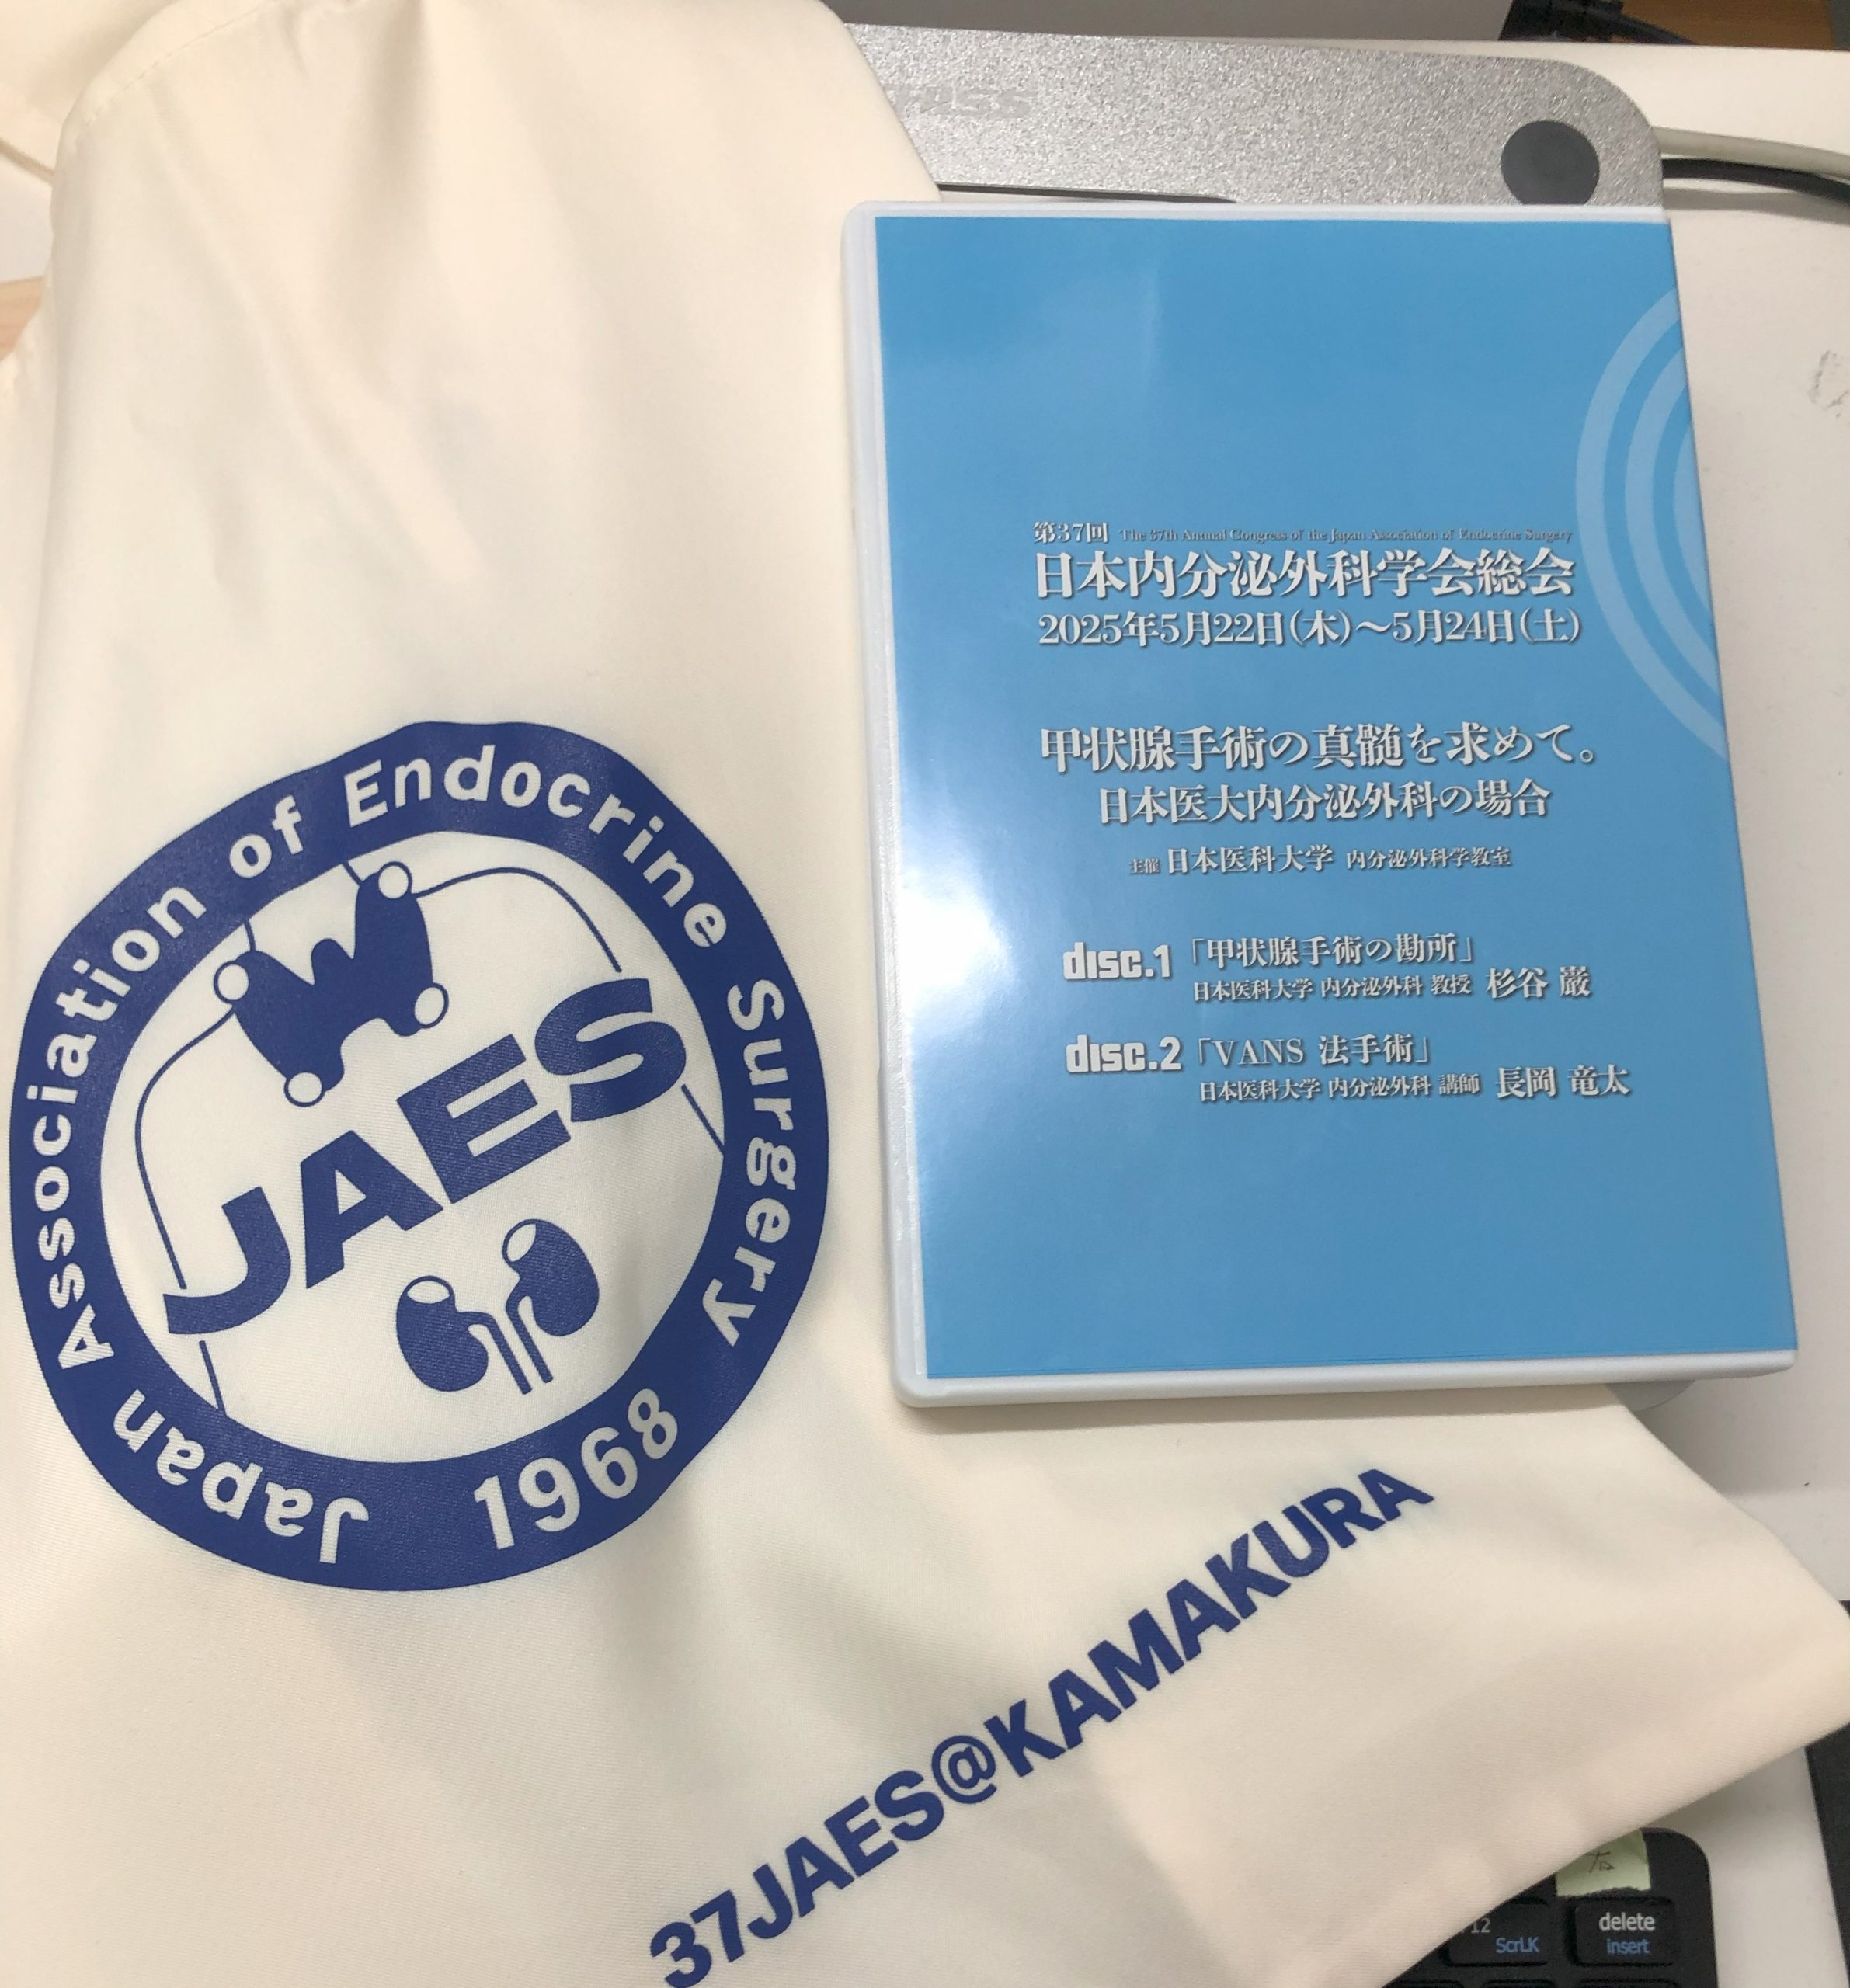 第37回 The 37th Annual Congress of the Japan Association of Endocrine Surgery
日本内分泌外科学会総会
2025年5月22日(木)～5月24日(土)
甲状腺手術の真髄を求めて。
日本医大内分泌外科の場合
主催 日本医科大学 内分泌外科学教室
disc.1 「甲状腺手術の勘所」
日本医科大学 内分泌外科 教授 杉谷 巌
disc.2 「VANS 法手術」
日本医科大学 内分泌外科 講師 長岡 竜太
Japan Association of Endocrine Surgery
JAES
1968
37JAES@KAMAKURA
右
12
ScrLK
delete
insert